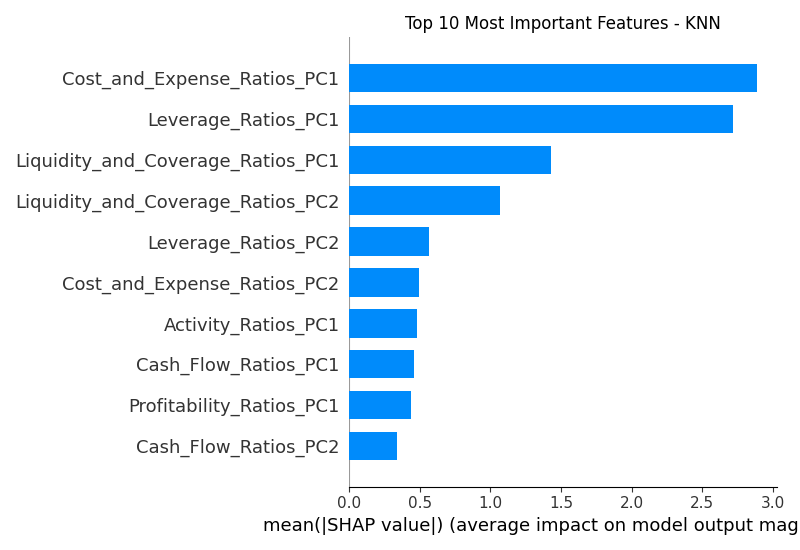 Top 10 Most Important Features - KNN
Cost_and_Expense_Ratios_PC1
Leverage_Ratios_PC1
Liquidity_and_Coverage_Ratios_PC1
Liquidity_and_Coverage_Ratios_PC2
Leverage_Ratios_PC2
Cost_and_Expense_Ratios_PC2
Activity_Ratios_PC1
Cash_Flow_Ratios_PC1
Profitability_Ratios_PC1
Cash_Flow_Ratios_PC2
0.0 0.5 1.0 1.5 2.0 2.5 3.0
mean(|SHAP value|) (average impact on model output mag